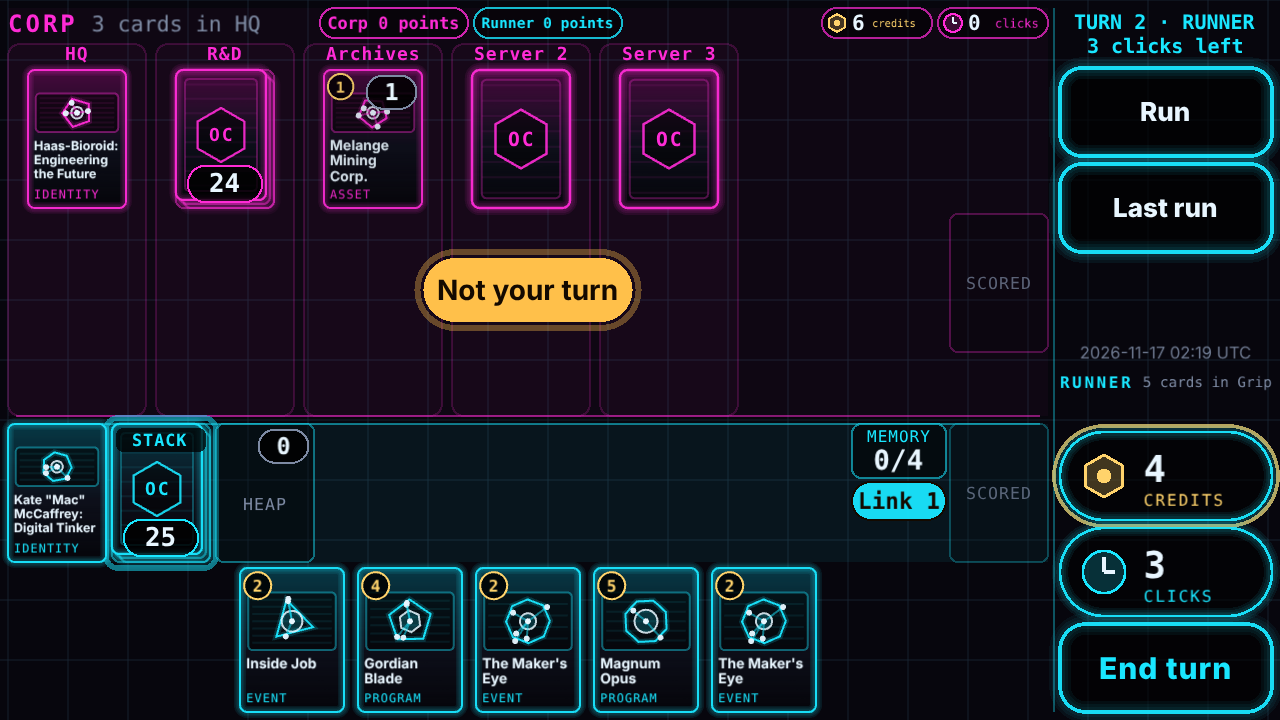 CORP 3 cards in HQ
Corp 0 points
Runner 0 points
6 credits
0 clicks
TURN 2 · RUNNER
3 clicks left
HQ
R&D
Archives
Server 2
Server 3
Haas-Bioroid:
Engineering
the Future
IDENTITY
OC
24
1
1
Melange
Mining
Corp.
ASSET
OC
OC
Run
Last run
Not your turn
SCORED
2026-11-17 02:19 UTC
RUNNER 5 cards in Grip
Kate "Mac"
McCaffrey:
Digital Tinker
IDENTITY
STACK
OC
25
0
HEAP
MEMORY
0/4
Link 1
SCORED
4
CREDITS
3
CLICKS
End turn
2
Inside Job
EVENT
4
Gordian
Blade
PROGRAM
2
The Maker's
Eye
EVENT
5
Magnum
Opus
PROGRAM
2
The Maker's
Eye
EVENT